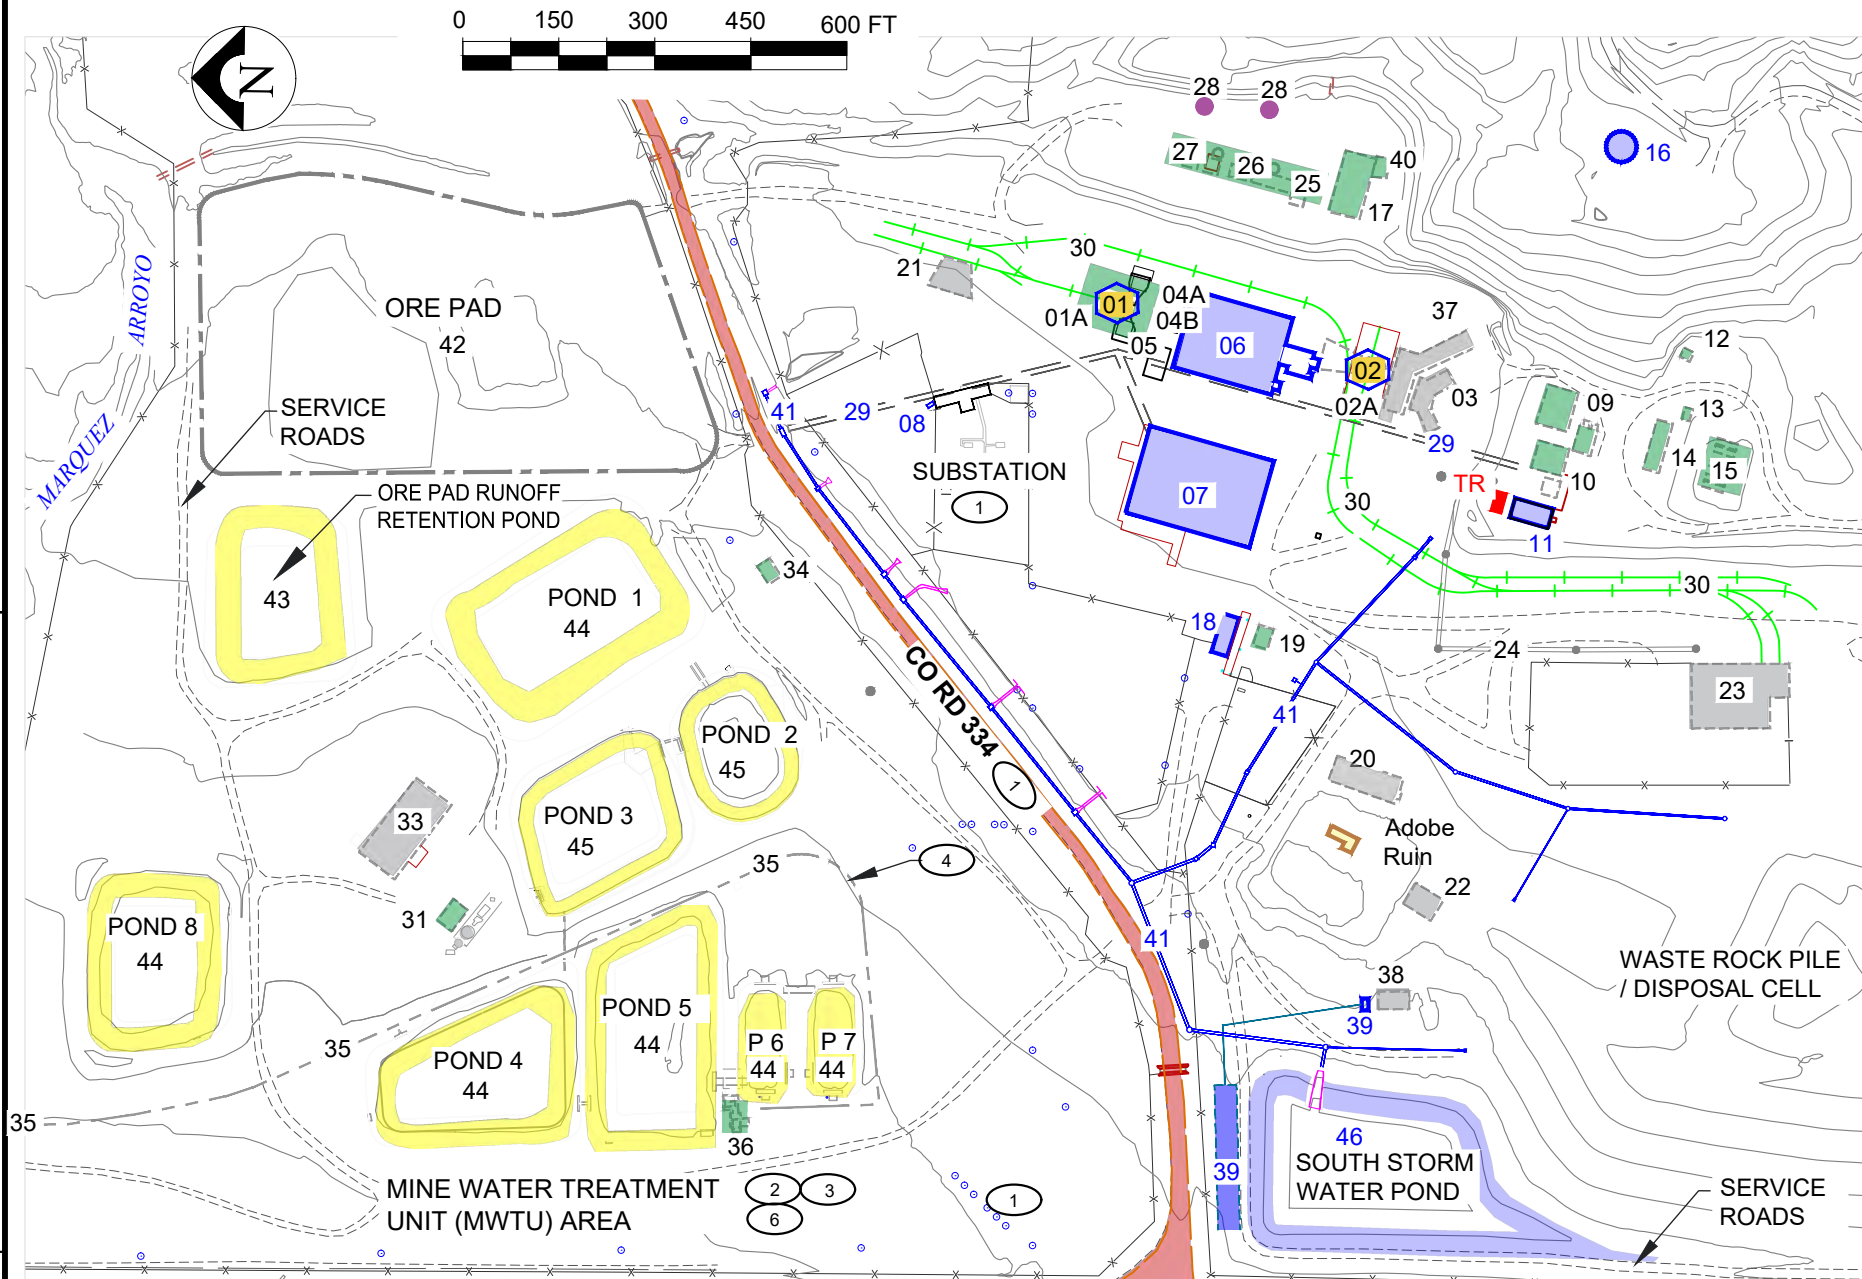 0 150 300 450 600 FT
N
28 28
27 26 25 40
17
16
MARQUEZ ARROYO
ORE PAD
42
21
30
01 04A
01A 04B
05
06
37
02
02A
03
12
SERVICE
ROADS
41
29
08
09
13
29
14
15
10
ORE PAD RUNOFF
RETENTION POND
SUBSTATION
1
07
30
TR
11
43
POND 1
44
34
30
18
19
24
23
CO RD 334
1
41
POND 2
45
20
33
POND 3
45
35
4
Adobe
Ruin
22
31
POND 8
44
41
WASTE ROCK PILE
/ DISPOSAL CELL
38
39
POND 5
44
P 6
44
P 7
44
35
POND 4
44
35
36
46
SOUTH STORM
WATER POND
39
MINE WATER TREATMENT
UNIT (MWTU) AREA
2 3
6
1
SERVICE
ROADS